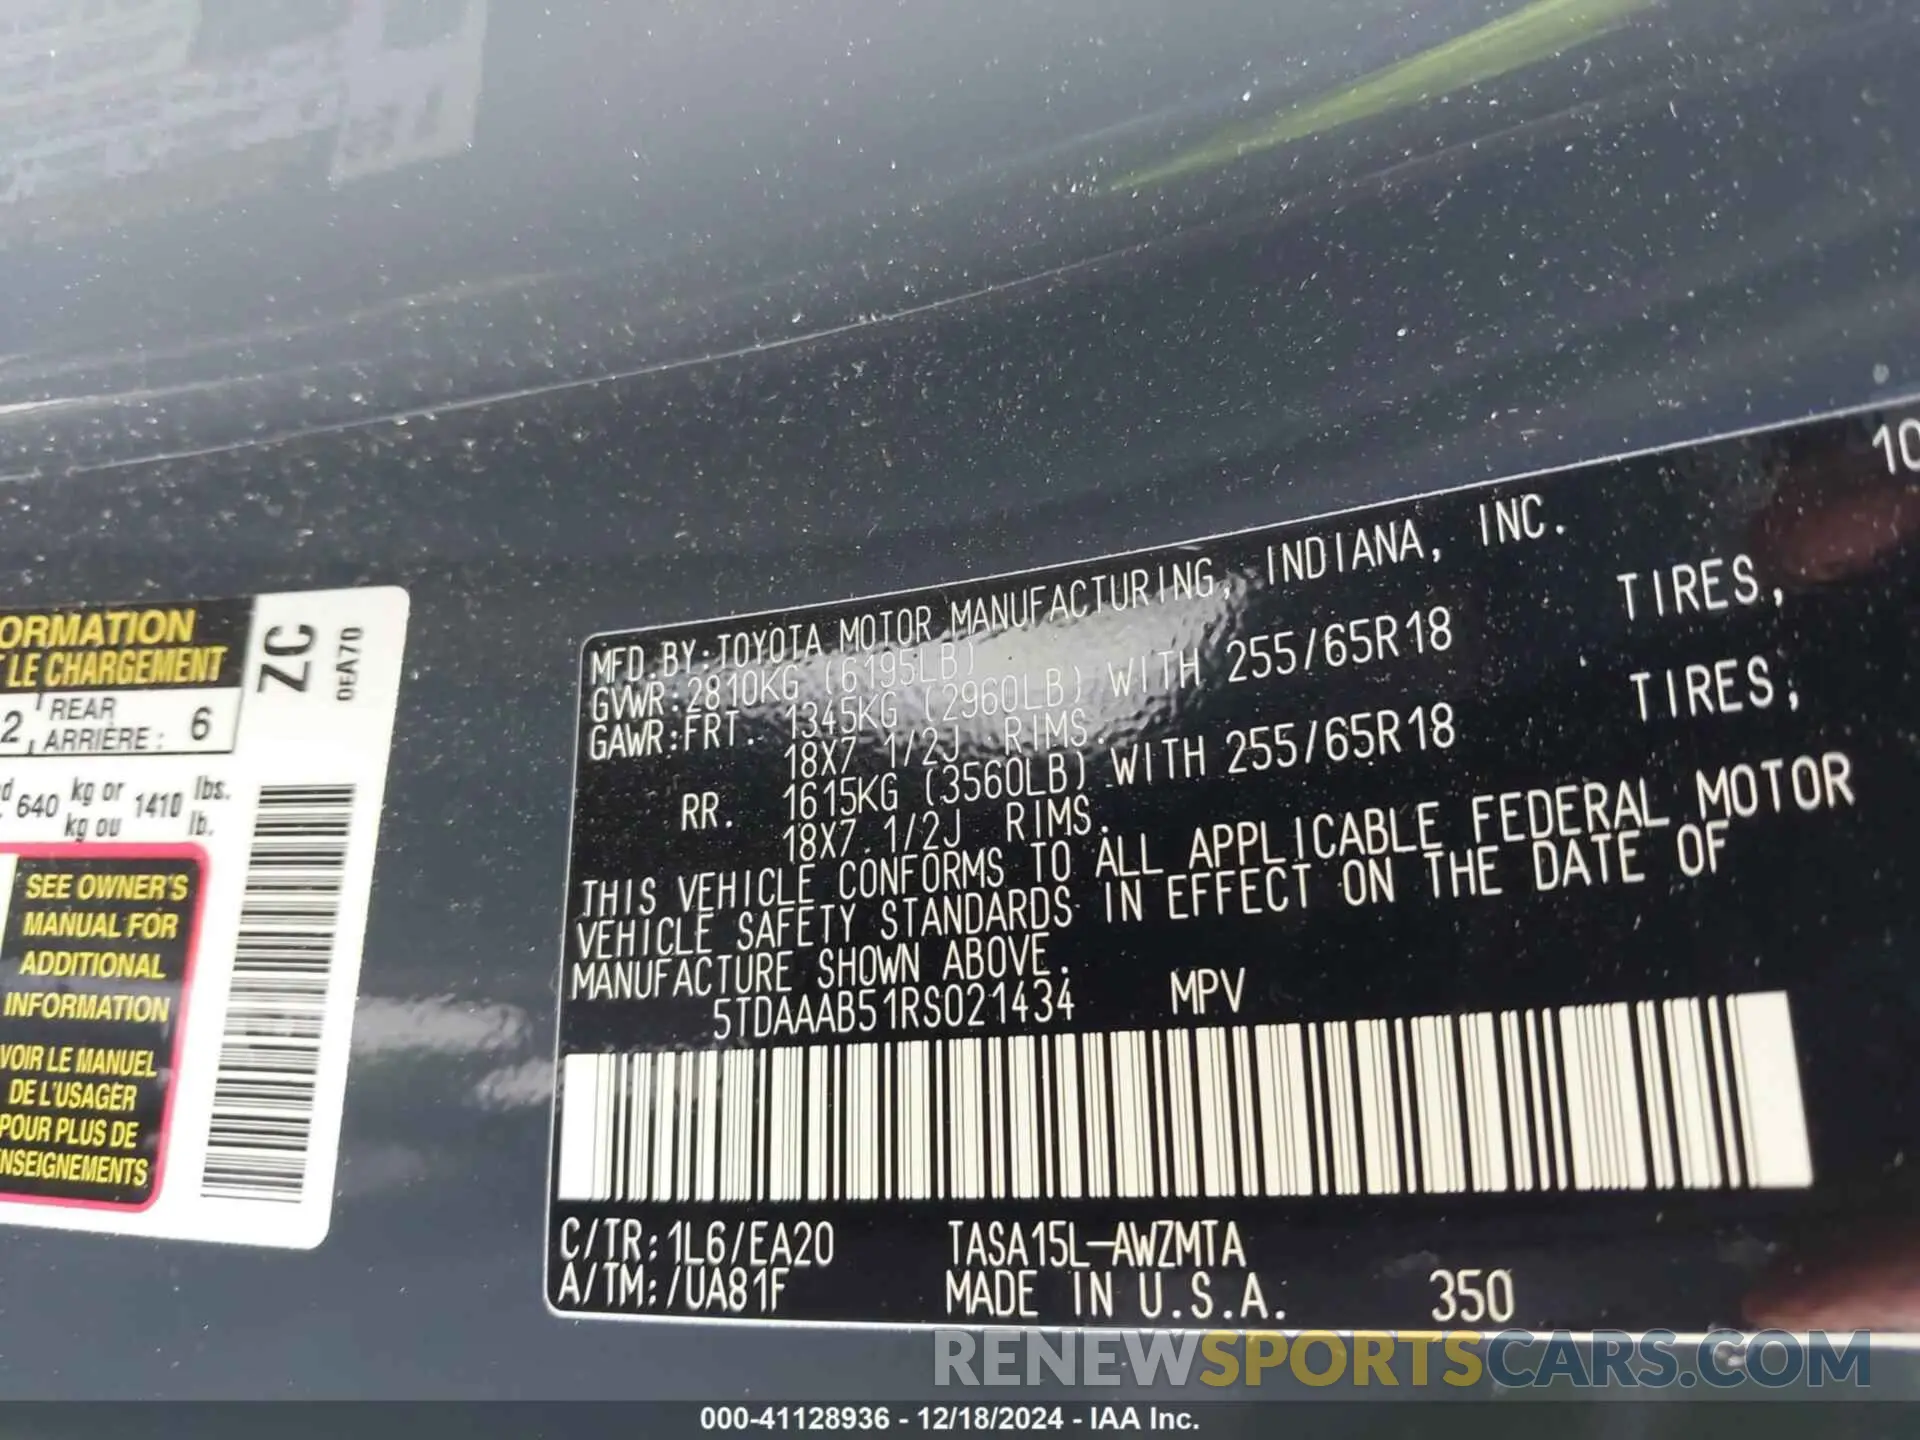 ORMATION
T LE CHARGEMENT
2 REAR
ARRIÈRE : 6
640 kg or 1410 lbs.
kg ou lb.
SEE OWNER'S
MANUAL FOR
ADDITIONAL
INFORMATION
VOIR LE MANUEL
DE L'USAGER
POUR PLUS DE
NSEIGNEMENTS
ZC
0EA70
10
MFD.BY:TOYOTA MOTOR MANUFACTURING, INDIANA, INC.
GVWR:2810KG (6195LB)
GAWR:FRT. 1345KG (2960LB) WITH 255/65R18 TIRES,
18X7 1/2J RIMS.
RR. 1615KG (3560LB) WITH 255/65R18 TIRES,
18X7 1/2J RIMS.
THIS VEHICLE CONFORMS TO ALL APPLICABLE FEDERAL MOTOR
VEHICLE SAFETY STANDARDS IN EFFECT ON THE DATE OF
MANUFACTURE SHOWN ABOVE.
5TDAAAB51RS021434 MPV
C/TR:1L6/EA20 TASA15L-AWZMTA
A/TM:/UA81F MADE IN U.S.A. 350
RENEWSPORTSCARS.COM
000-41128936 - 12/18/2024 - IAA Inc.